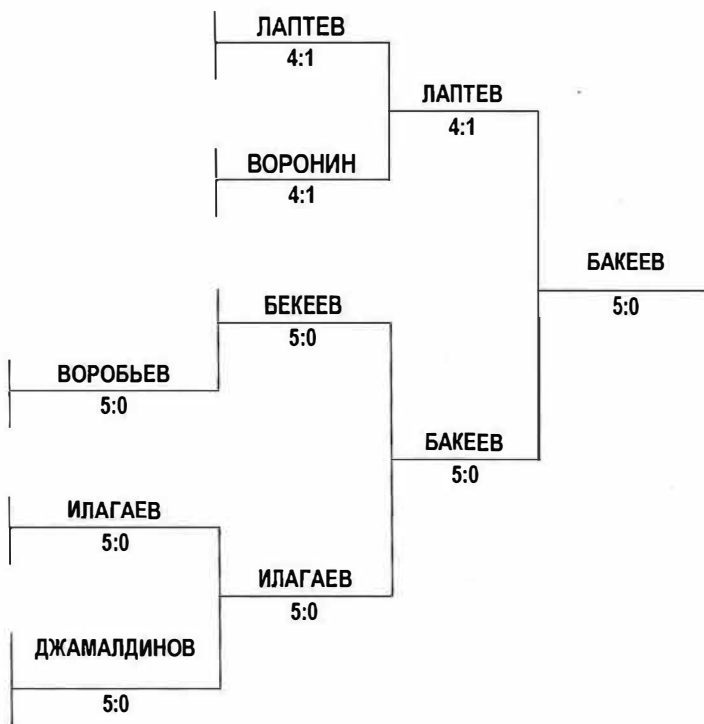 ЛАПТЕВ
4:1
ЛАПТЕВ
4:1
ВОРОНИН
4:1
БАКЕЕВ
5:0
БЕКЕЕВ
5:0
ВОРОБЬЕВ
5:0
БАКЕЕВ
5:0
ИЛАГАЕВ
5:0
ИЛАГАЕВ
5:0
ДЖАМАЛДИНОВ
5:0